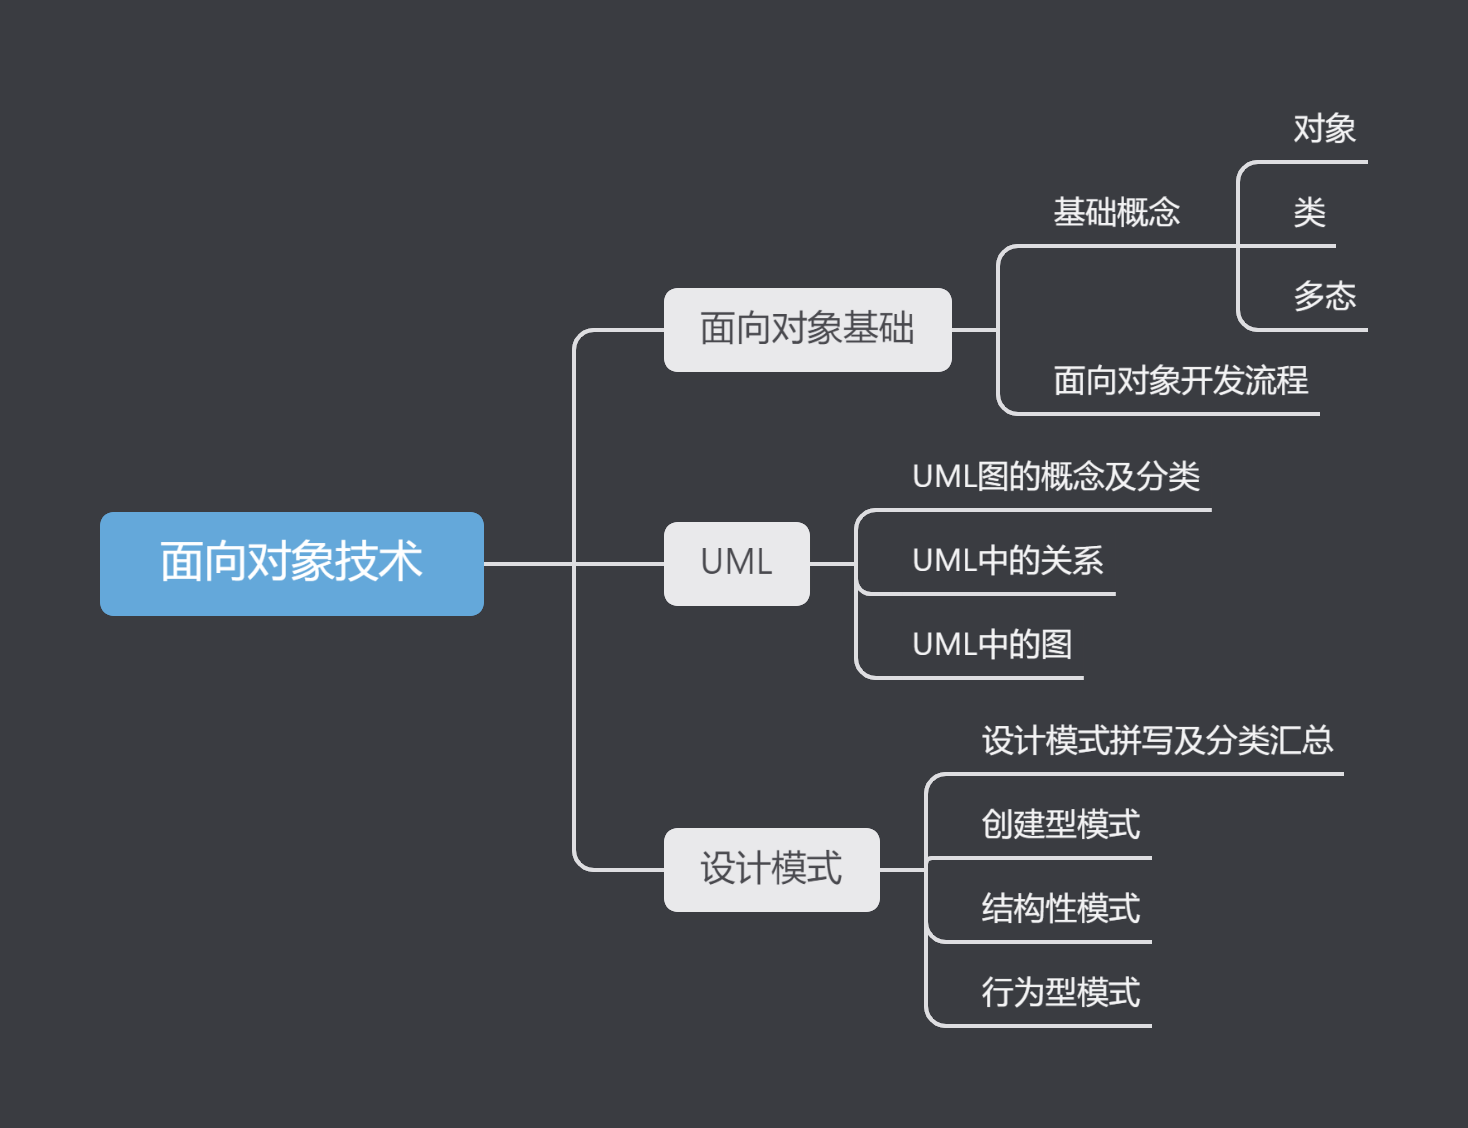 面向对象技术
面向对象基础
基础概念
对象
类
多态
面向对象开发流程
UML
UML图的概念及分类
UML中的关系
UML中的图
设计模式
设计模式拼写及分类汇总
创建型模式
结构性模式
行为型模式